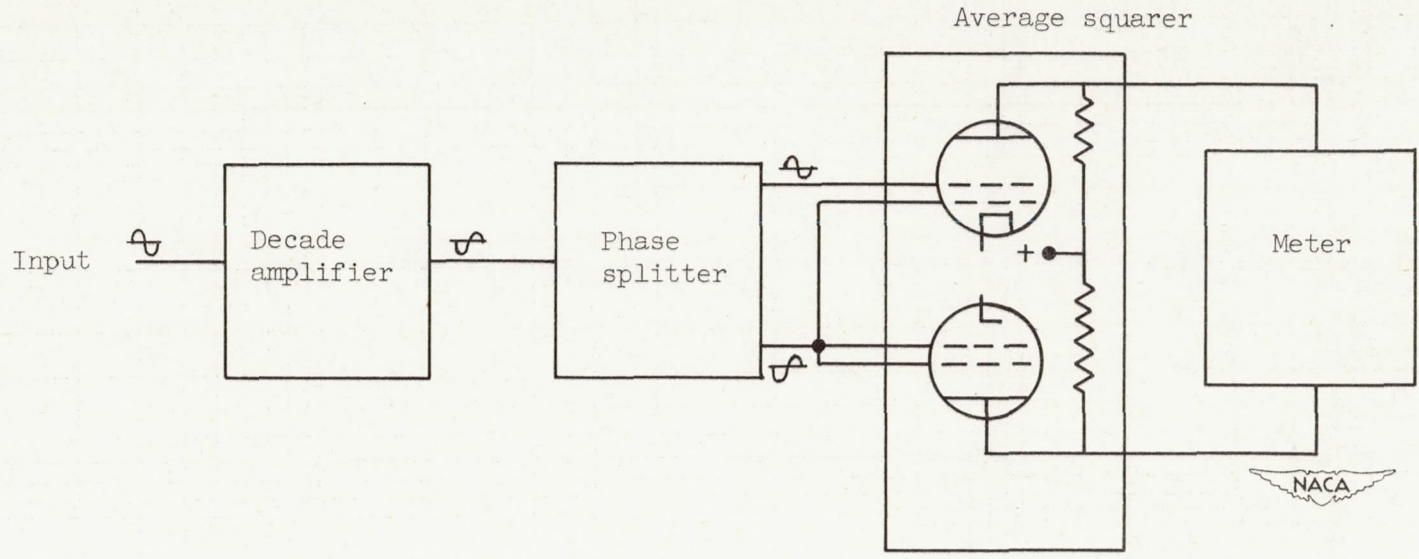 Average squarer
Input
Decade
amplifier
Phase
splitter
+
Meter
NACA